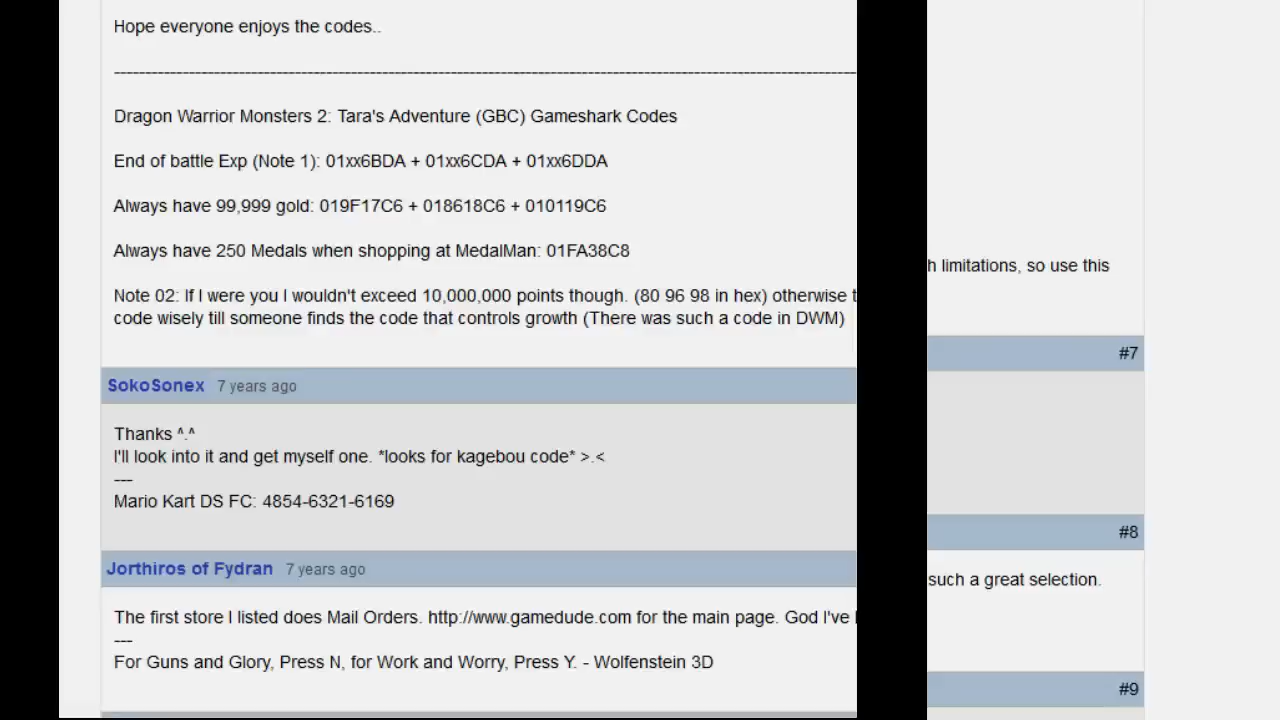 Hope everyone enjoys the codes..
--------------------------------------------------------------------------------------------------------------------------------
Dragon Warrior Monsters 2: Tara's Adventure (GBC) Gameshark Codes
End of battle Exp (Note 1): 01xx6BDA + 01xx6CDA + 01xx6DDA
Always have 99,999 gold: 019F17C6 + 018618C6 + 010119C6
Always have 250 Medals when shopping at MedalMan: 01FA38C8
Note 02: If I were you I wouldn't exceed 10,000,000 points though. (80 96 98 in hex) otherwise
h limitations, so use this
code wisely till someone finds the code that controls growth (There was such a code in DWM)
#7
SokoSonex 7 years ago
Thanks ^.^
I'll look into it and get myself one. *looks for kagebou code* >.<
---
Mario Kart DS FC: 4854-6321-6169
#8
Jorthiros of Fydran 7 years ago
The first store I listed does Mail Orders. http://www.gamedude.com for the main page. God I've
such a great selection.
---
For Guns and Glory, Press N, for Work and Worry, Press Y. - Wolfenstein 3D
#9